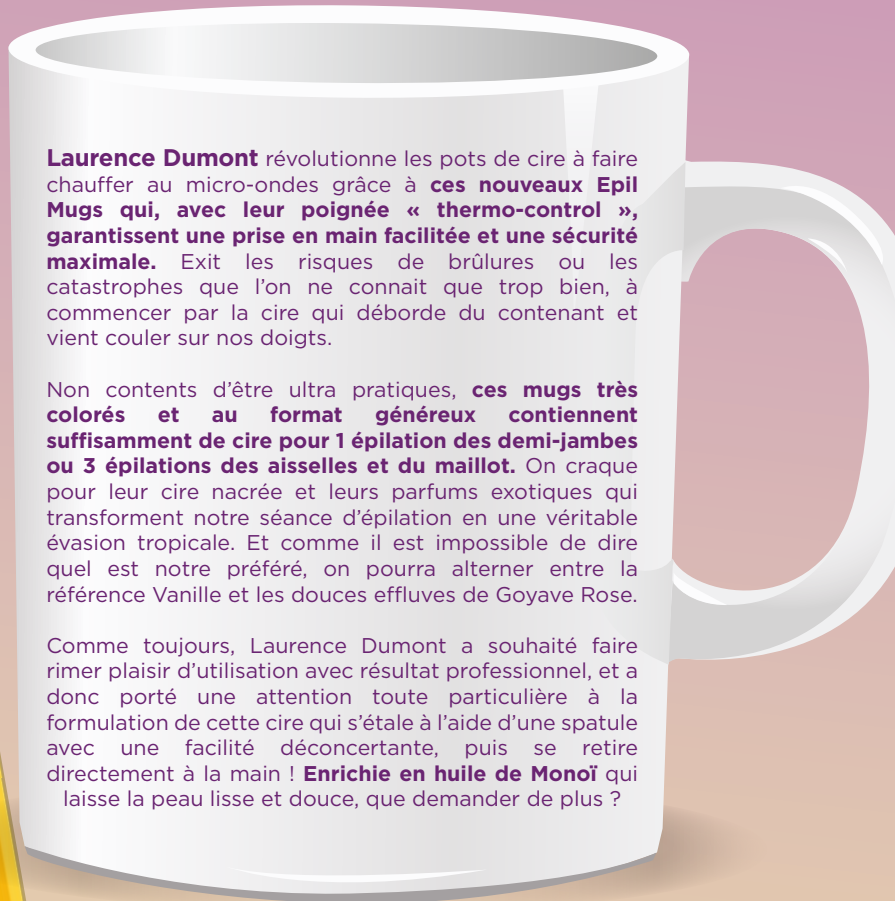 Laurence Dumont révolutionne les pots de cire à faire
chauffer au micro-ondes grâce à ces nouveaux Epil
Mugs qui, avec leur poignée « thermo-control »,
garantissent une prise en main facilitée et une sécurité
maximale. Exit les risques de brûlures ou les
catastrophes que l’on ne connait que trop bien, à
commencer par la cire qui déborde du contenant et
vient couler sur nos doigts.
Non contents d’être ultra pratiques, ces mugs très
colorés et au format généreux contiennent
suffisamment de cire pour 1 épilation des demi-jambes
ou 3 épilations des aisselles et du maillot. On craque
pour leur cire nacrée et leurs parfums exotiques qui
transforment notre séance d’épilation en une véritable
évasion tropicale. Et comme il est impossible de dire
quel est notre préféré, on pourra alterner entre la
référence Vanille et les douces effluves de Goyave Rose.
Comme toujours, Laurence Dumont a souhaité faire
rimer plaisir d’utilisation avec résultat professionnel, et a
donc porté une attention toute particulière à la
formulation de cette cire qui s’étale à l’aide d’une spatule
avec une facilité déconcertante, puis se retire
directement à la main ! Enrichie en huile de Monoï qui
laisse la peau lisse et douce, que demander de plus ?